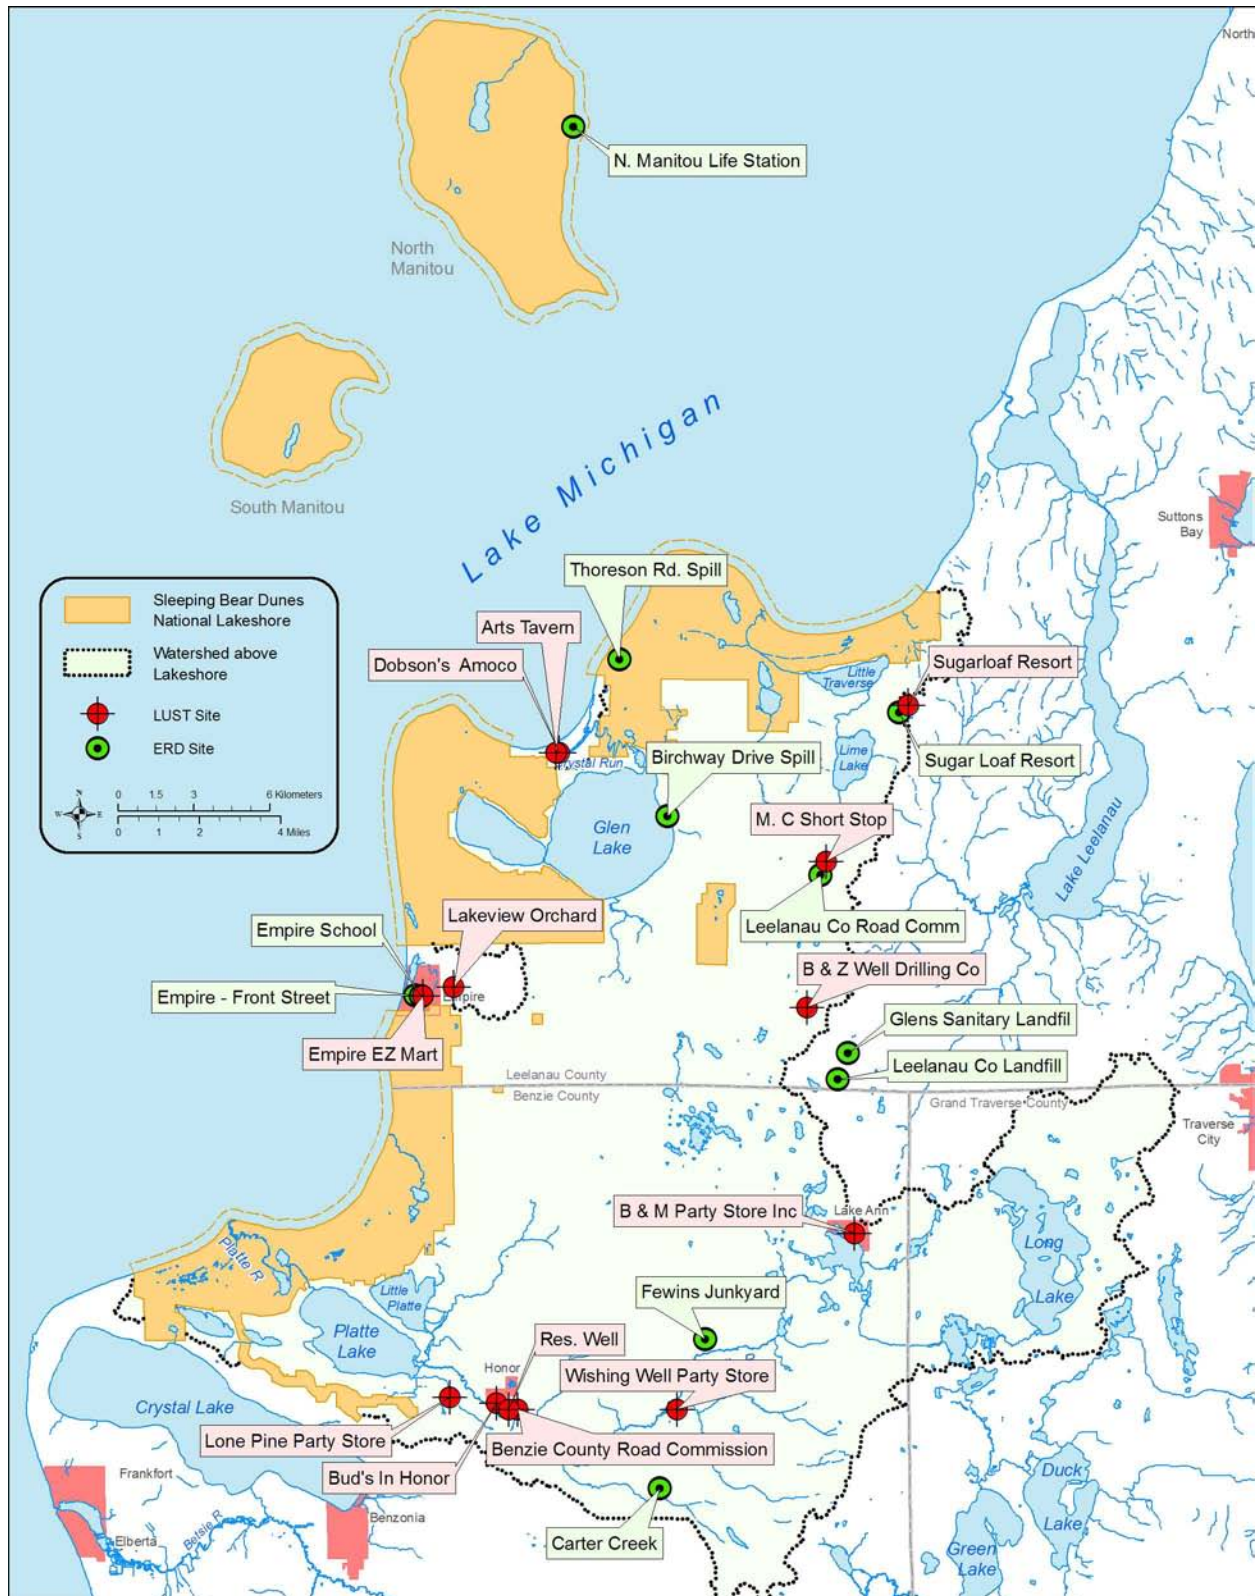 North
N. Manitou Life Station
North
Manitou
South Manitou
Lake Michigan
Suttons
Bay
Thoreson Rd. Spill
Arts Tavern
Dobson's Amoco
Sleeping Bear Dunes
National Lakeshore
Watershed above
Lakeshore
LUST Site
ERD Site
N
W
E
S
0 1.5 3 6 Kilometers
0 1 2 4 Miles
Little
Traverse
Sugarloaf Resort
Sugar Loaf Resort
Crystal Run
Birchway Drive Spill
Lime
Lake
Glen
Lake
M. C Short Stop
Lake Leelanau
Leelanau Co Road Comm
Lakeview Orchard
Empire School
Empire - Front Street
Empire
Empire EZ Mart
B & Z Well Drilling Co
Glens Sanitary Landfil
Leelanau Co Landfill
Leelanau County
Benzie County
Grand Traverse County
Traverse
City
B & M Party Store Inc
Lake Ann
Long
Lake
Platte R
Little
Platte
Platte
Lake
Fewins Junkyard
Res. Well
Honor
Wishing Well Party Store
Crystal Lake
Lone Pine Party Store
Benzie County Road Commission
Bud's In Honor
Frankfort
Elberta
Betsie R
Benzonia
Carter Creek
Duck
Lake
Green
Lake